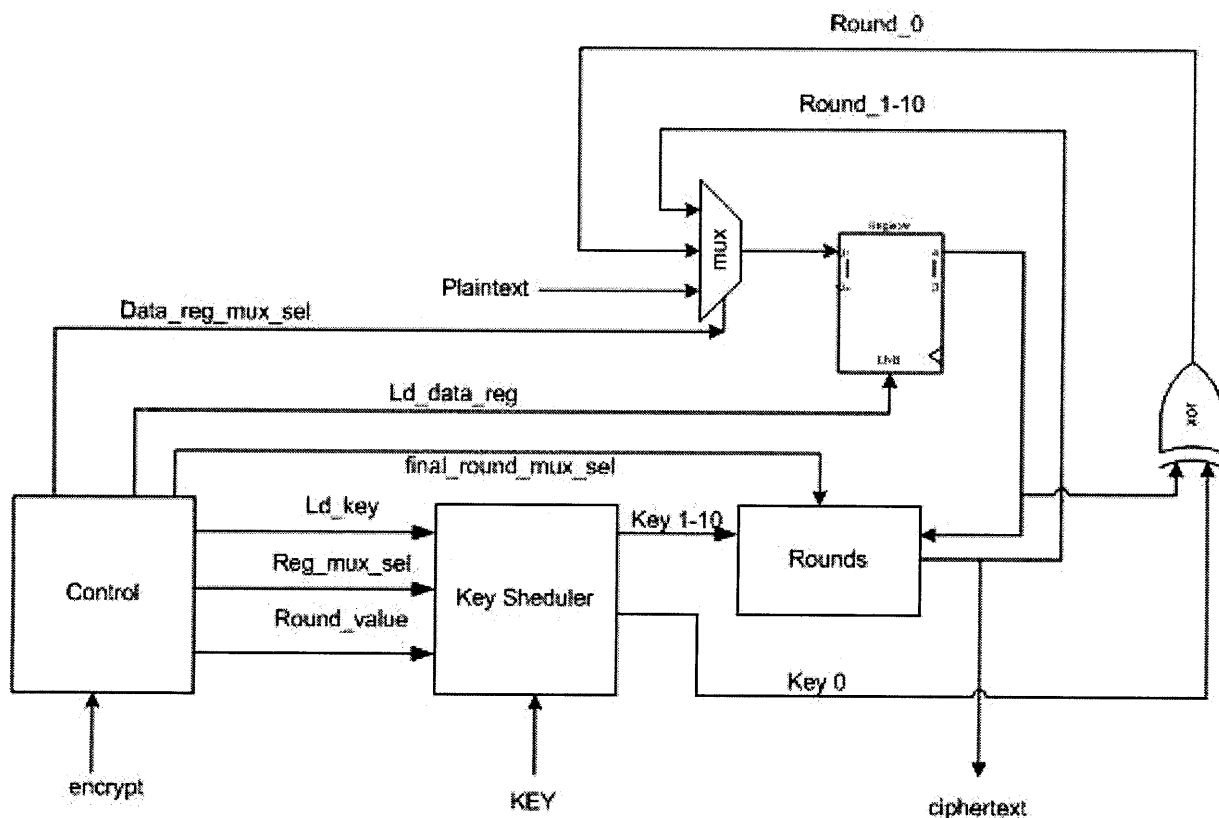 Round_0
Round_1-10
mux
Plaintext
Data_reg_mux_sel
Ld_data_reg
xor
final_round_mux_sel
Ld_key
Key 1-10
Reg_mux_sel
Rounds
Control
Key Sheduler
Round_value
Key 0
encrypt
KEY
ciphertext